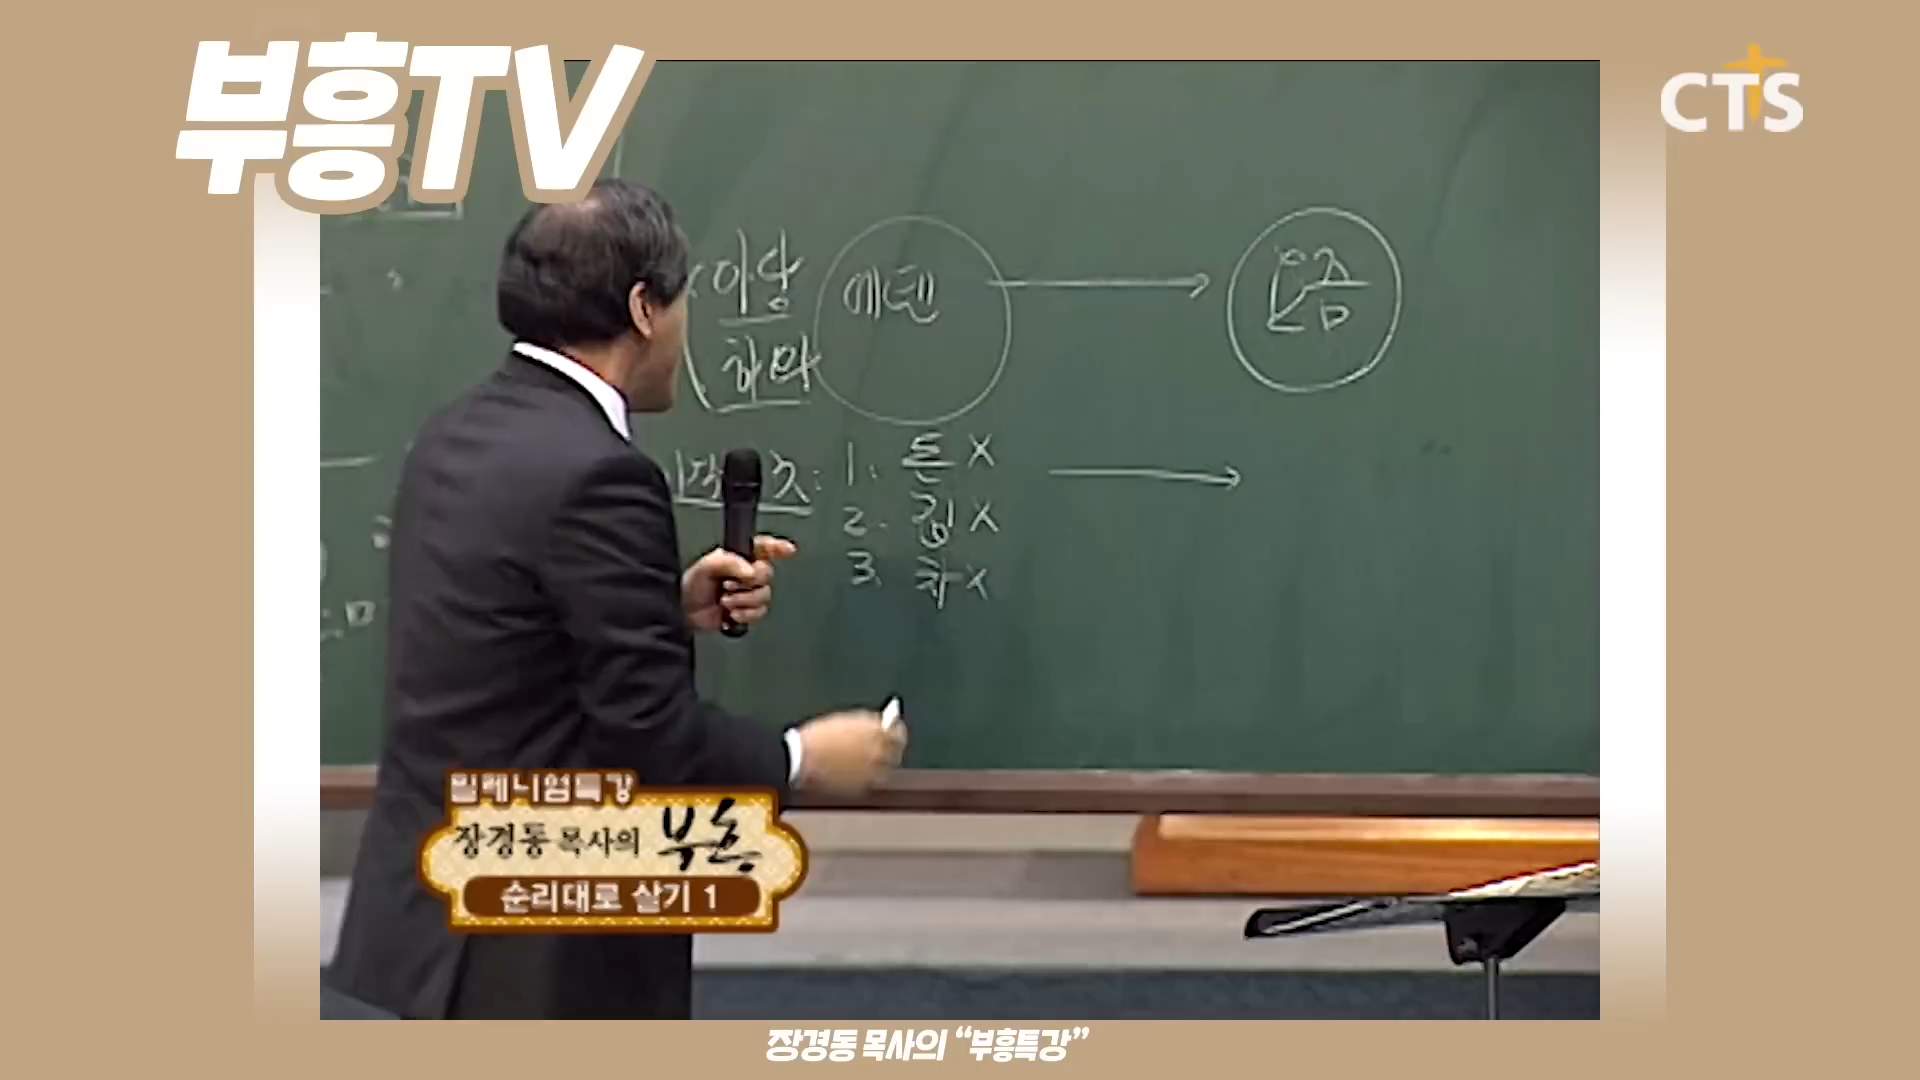 부흥TV
CTS
아담
에덴
하와
1. 돈 X
2. 집 X
3. 차 X
밀레니엄특강
장경동 목사의 부흥
순리대로 살기 1
장경동 목사의 “부흥특강”